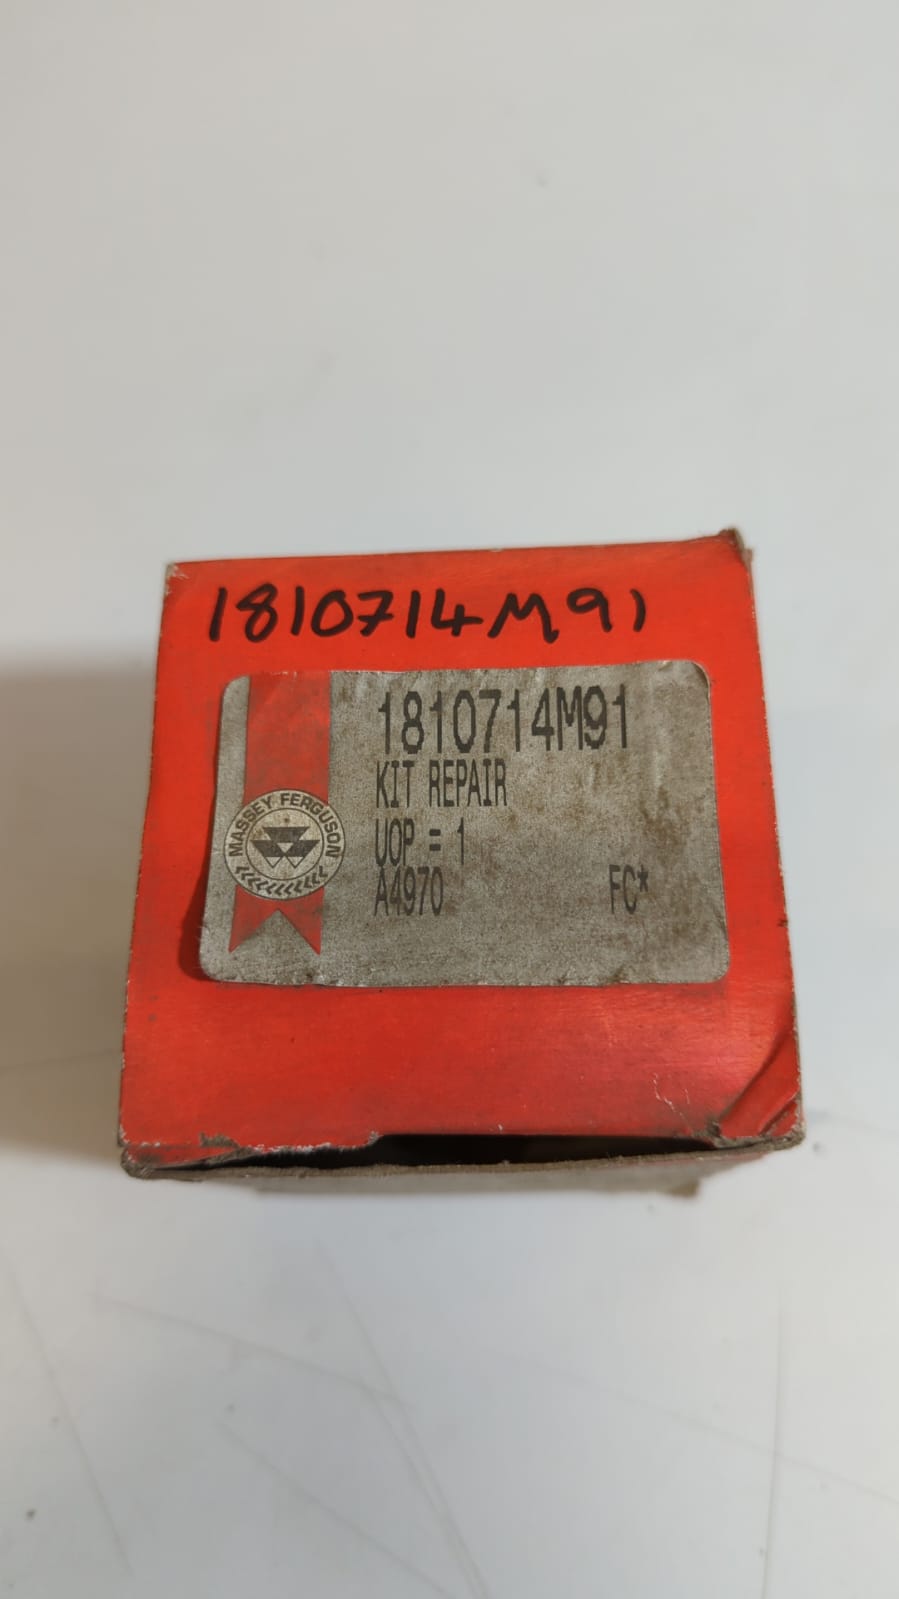 1810714M91
1810714M91
KIT REPAIR
UOP = 1
A4970 FC*
MASSEY FERGUSON